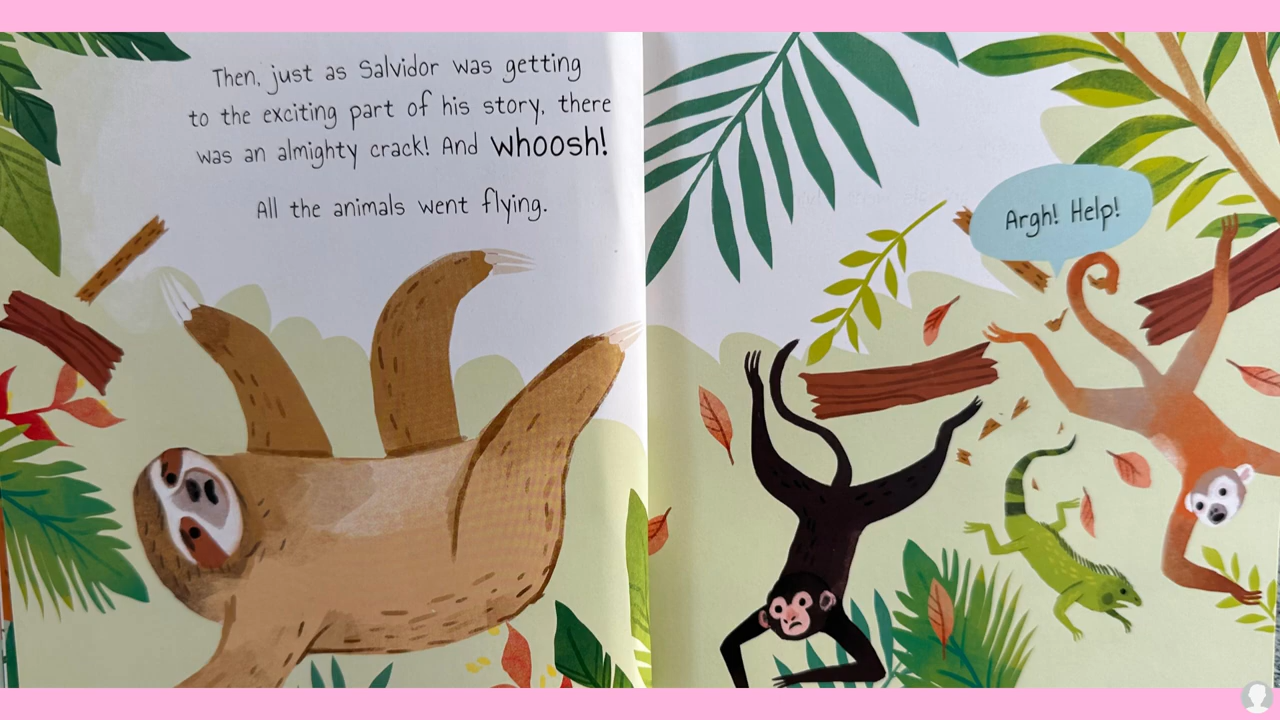 Then, just as Salvidor was getting
to the exciting part of his story, there
was an almighty crack! And whoosh!
All the animals went flying.
Argh! Help!